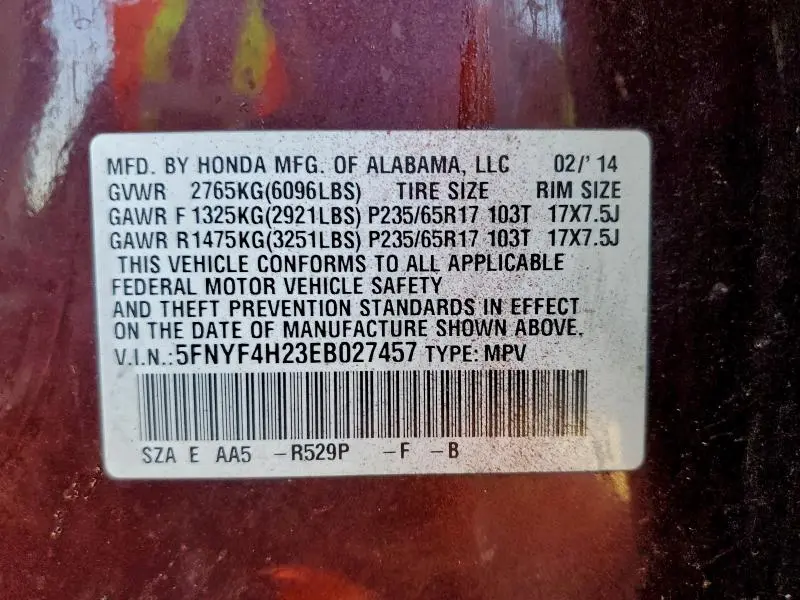 MFD. BY HONDA MFG. OF ALABAMA, LLC 02/'14
GVWR 2765KG(6096LBS) TIRE SIZE RIM SIZE
GAWR F 1325KG(2921LBS) P235/65R17 103T 17X7.5J
GAWR R1475KG(3251LBS) P235/65R17 103T 17X7.5J
THIS VEHICLE CONFORMS TO ALL APPLICABLE
FEDERAL MOTOR VEHICLE SAFETY
AND THEFT PREVENTION STANDARDS IN EFFECT
ON THE DATE OF MANUFACTURE SHOWN ABOVE.
V.I.N.:5FNYF4H23EB027457 TYPE: MPV
SZA E AA5 -R529P -F -B